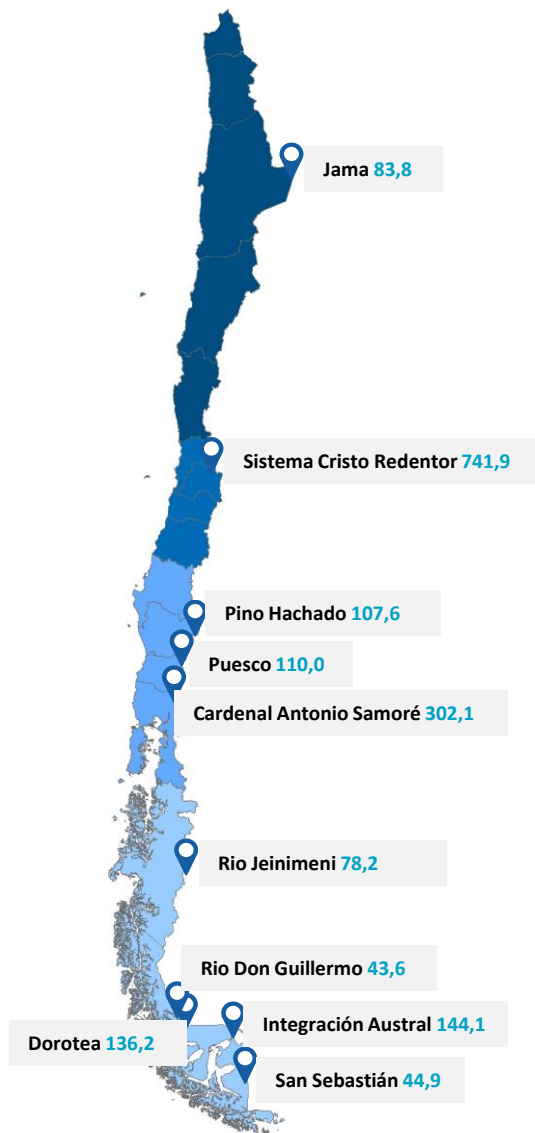 Jama 83,8
Sistema Cristo Redentor 741,9
Pino Hachado 107,6
Puesco 110,0
Cardenal Antonio Samoré 302,1
Rio Jeinimeni 78,2
Rio Don Guillermo 43,6
Integración Austral 144,1
Dorotea 136,2
San Sebastián 44,9